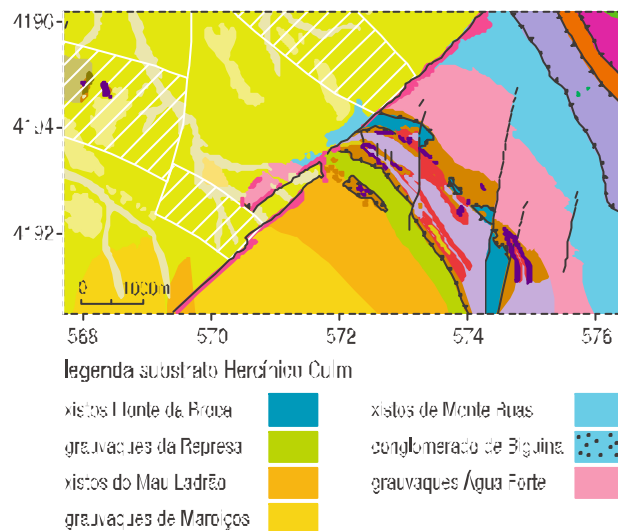 4196
4194
4192
0 1000m
568 570 572 574 576
legenda substrato Hercínico Culm
xistos Monte da Broca
xistos de Monte Ruas
grauvaques da Represa
conglomerado de Biguina
xistos do Mau Ladrão
grauvaques Água Forte
grauvaques de Maroiços